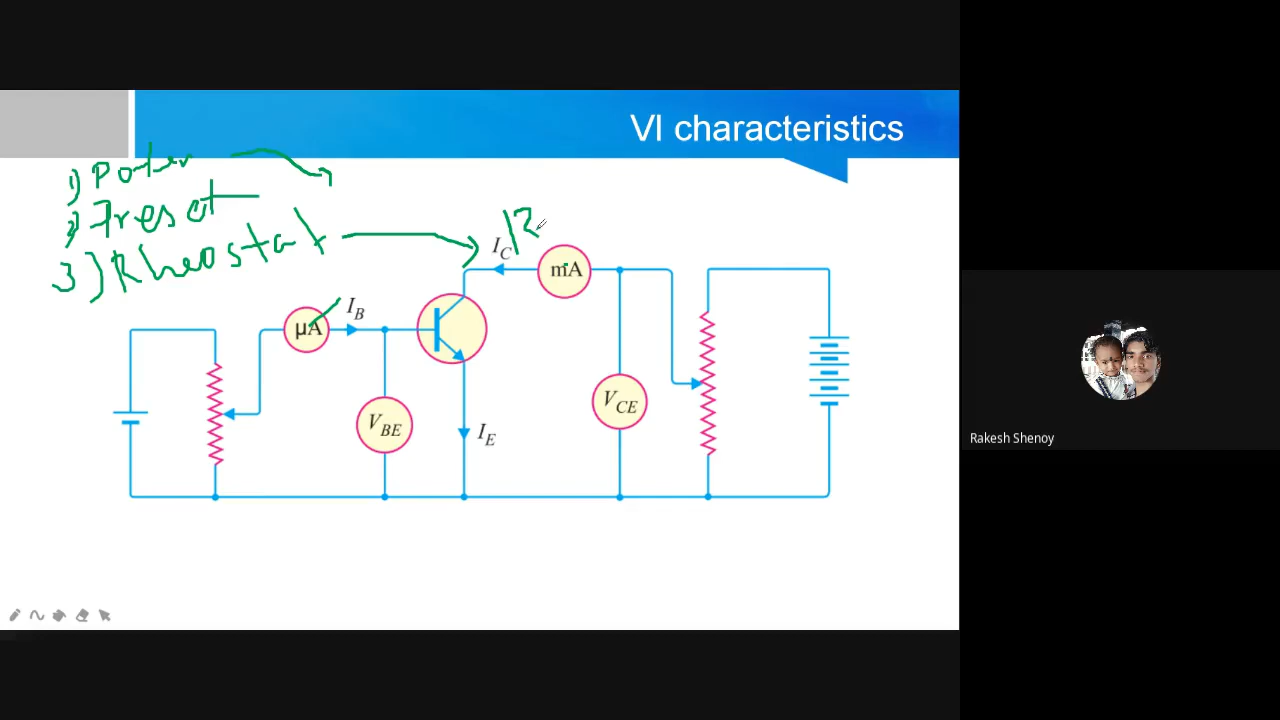 VI characteristics
1) Poten
2) Preset
3) Rheostat
I_C
mA
µA
I_B
V_BE
I_E
V_CE
Rakesh Shenoy